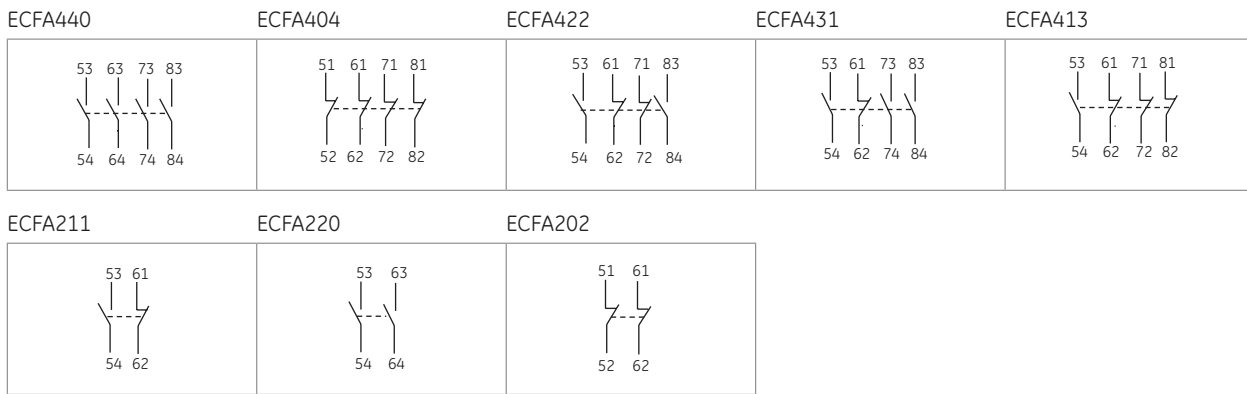 ECFA440 ECFA404 ECFA422 ECFA431 ECFA413
53 63 73 83 51 61 71 81 53 61 71 83 53 61 73 83 53 61 71 81
54 64 74 84 52 62 72 82 54 62 72 84 54 62 74 84 54 62 72 82
ECFA211 ECFA220 ECFA202
53 61 53 63 51 61
54 62 54 64 52 62